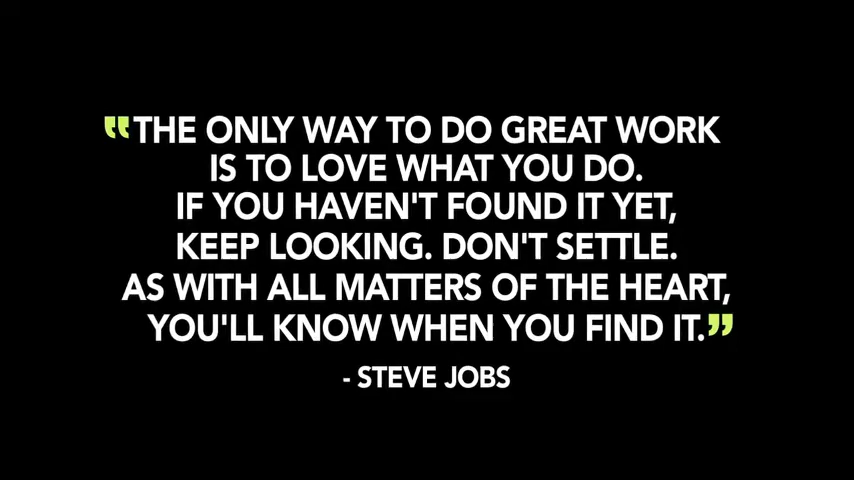 “THE ONLY WAY TO DO GREAT WORK
IS TO LOVE WHAT YOU DO.
IF YOU HAVEN'T FOUND IT YET,
KEEP LOOKING. DON'T SETTLE.
AS WITH ALL MATTERS OF THE HEART,
YOU'LL KNOW WHEN YOU FIND IT.”
- STEVE JOBS